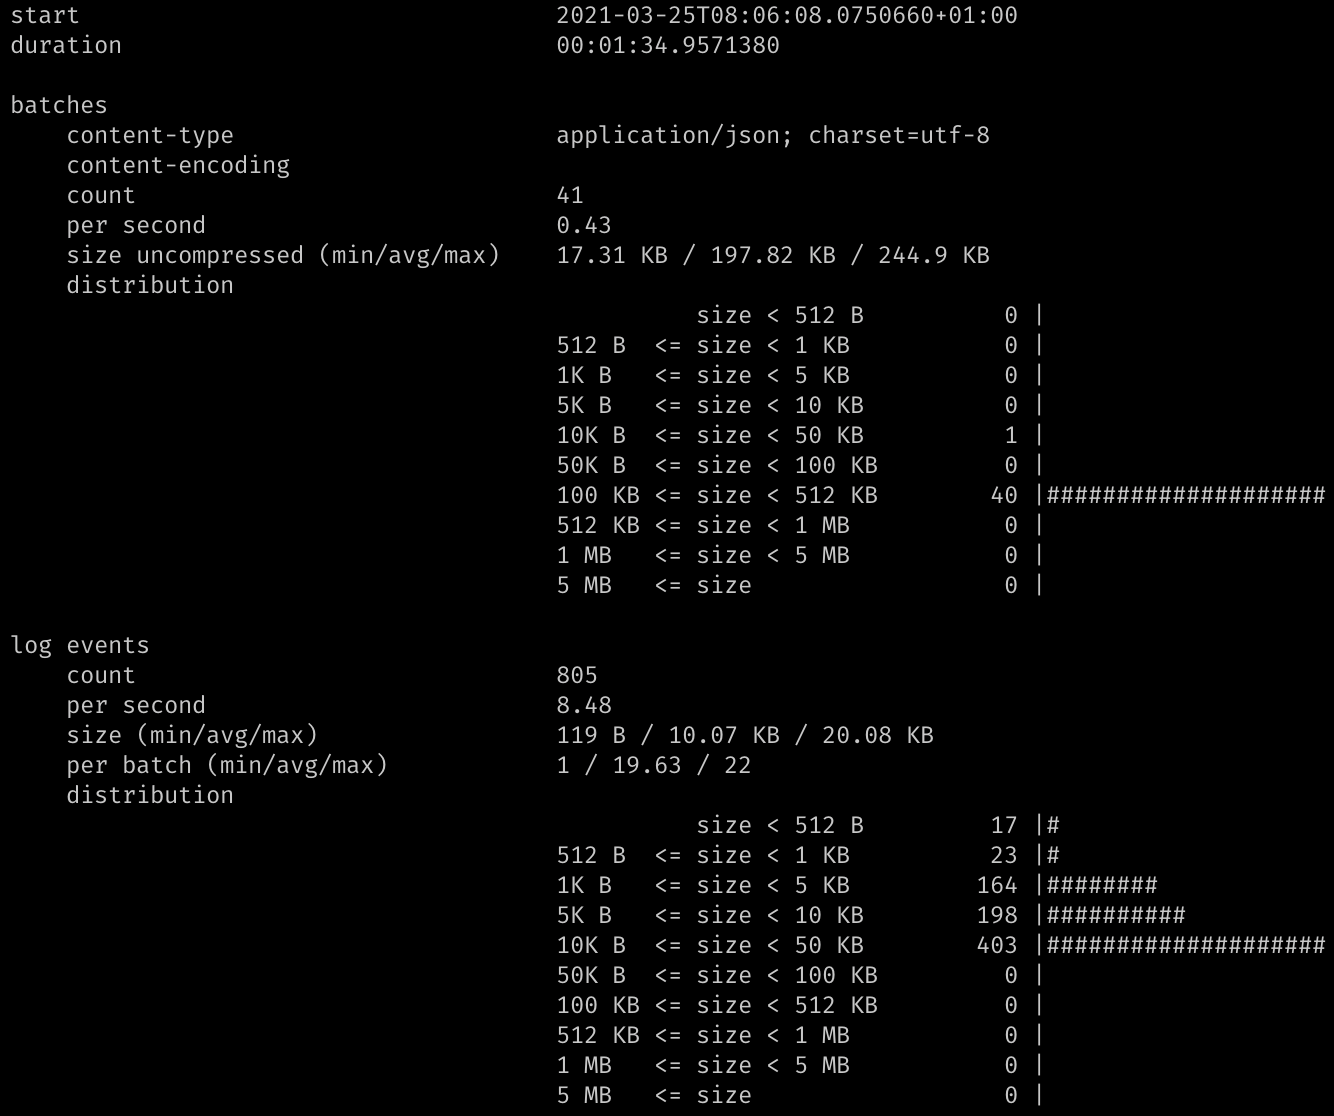 start                                  2021-03-25T08:06:08.0750660+01:00
duration                               00:01:34.9571380

batches
    content-type                       application/json; charset=utf-8
    content-encoding
    count                              41
    per second                         0.43
    size uncompressed (min/avg/max)    17.31 KB / 197.82 KB / 244.9 KB
    distribution
                                                 size < 512 B          0 |
                                       512 B  <= size < 1 KB           0 |
                                       1K B   <= size < 5 KB           0 |
                                       5K B   <= size < 10 KB          0 |
                                       10K B  <= size < 50 KB          1 |
                                       50K B  <= size < 100 KB         0 |
                                       100 KB <= size < 512 KB        40 |####################
                                       512 KB <= size < 1 MB           0 |
                                       1 MB   <= size < 5 MB           0 |
                                       5 MB   <= size                  0 |

log events
    count                              805
    per second                         8.48
    size (min/avg/max)                 119 B / 10.07 KB / 20.08 KB
    per batch (min/avg/max)            1 / 19.63 / 22
    distribution
                                                 size < 512 B         17 |#
                                       512 B  <= size < 1 KB          23 |#
                                       1K B   <= size < 5 KB         164 |########
                                       5K B   <= size < 10 KB        198 |##########
                                       10K B  <= size < 50 KB        403 |####################
                                       50K B  <= size < 100 KB         0 |
                                       100 KB <= size < 512 KB         0 |
                                       512 KB <= size < 1 MB           0 |
                                       1 MB   <= size < 5 MB           0 |
                                       5 MB   <= size                  0 |